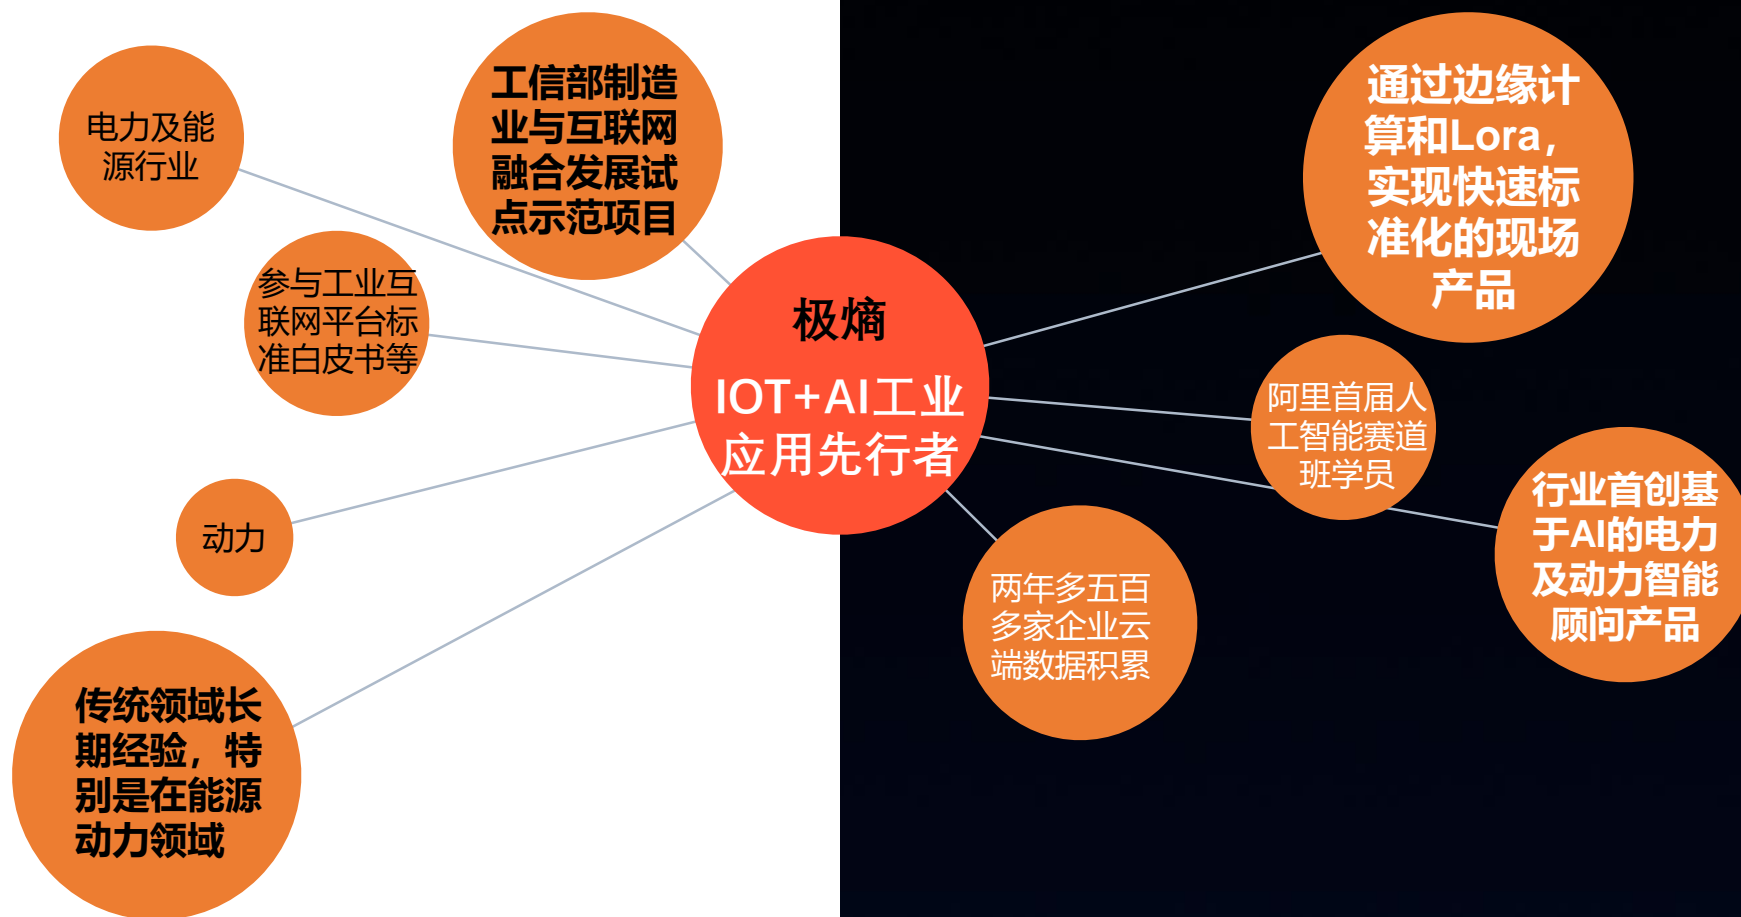 电力及能
源行业
工信部制造
业与互联网
融合发展试
点示范项目
参与工业互
联网平台标
准白皮书等
动力
传统领域长
期经验，特
别是在能源
动力领域
极熵
IOT+AI工业
应用先行者
通过边缘计
算和Lora，
实现快速标
准化的现场
产品
阿里首届人
工智能赛道
班学员
行业首创基
于AI的电力
及动力智能
顾问产品
两年多五百
多家企业云
端数据积累